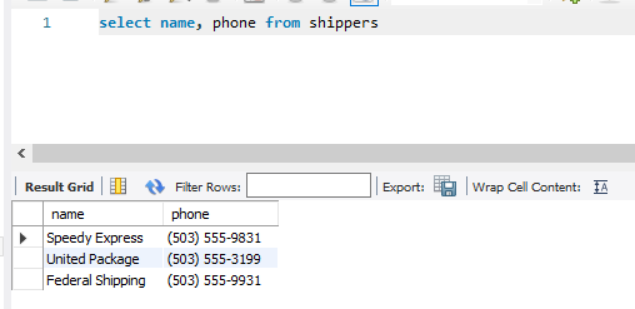 1 select name, phone from shippers
Result Grid Filter Rows: Export: Wrap Cell Content: IA
name phone
Speedy Express (503) 555-9831
United Package (503) 555-3199
Federal Shipping (503) 555-9931